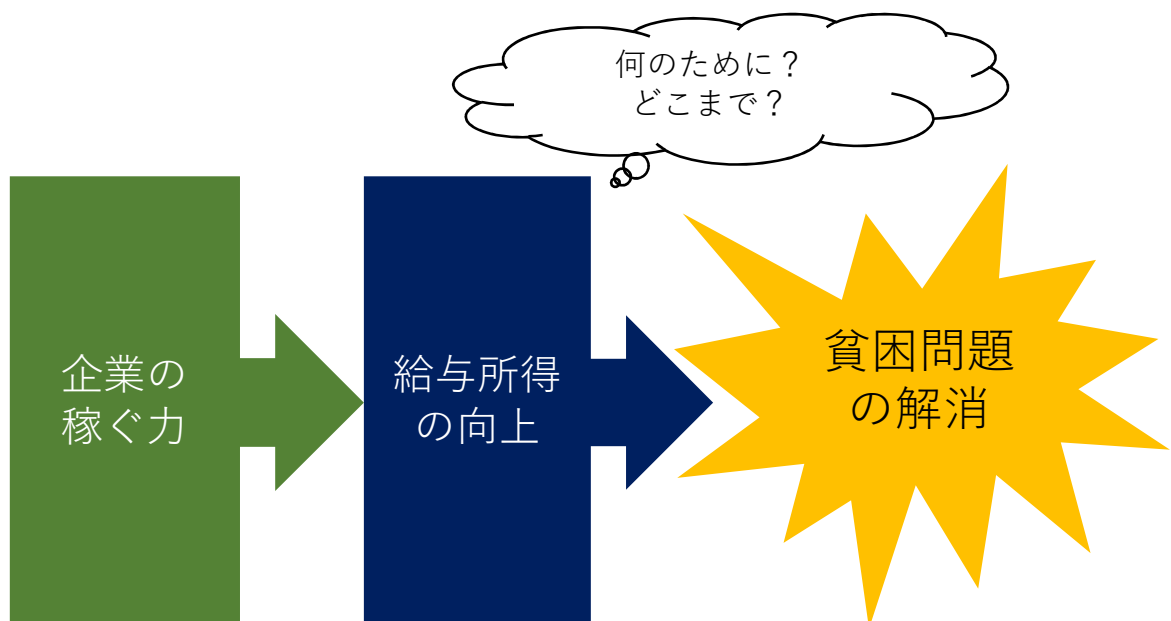 何のために？
どこまで？
企業の
稼ぐ力
給与所得
の向上
貧困問題
の解消